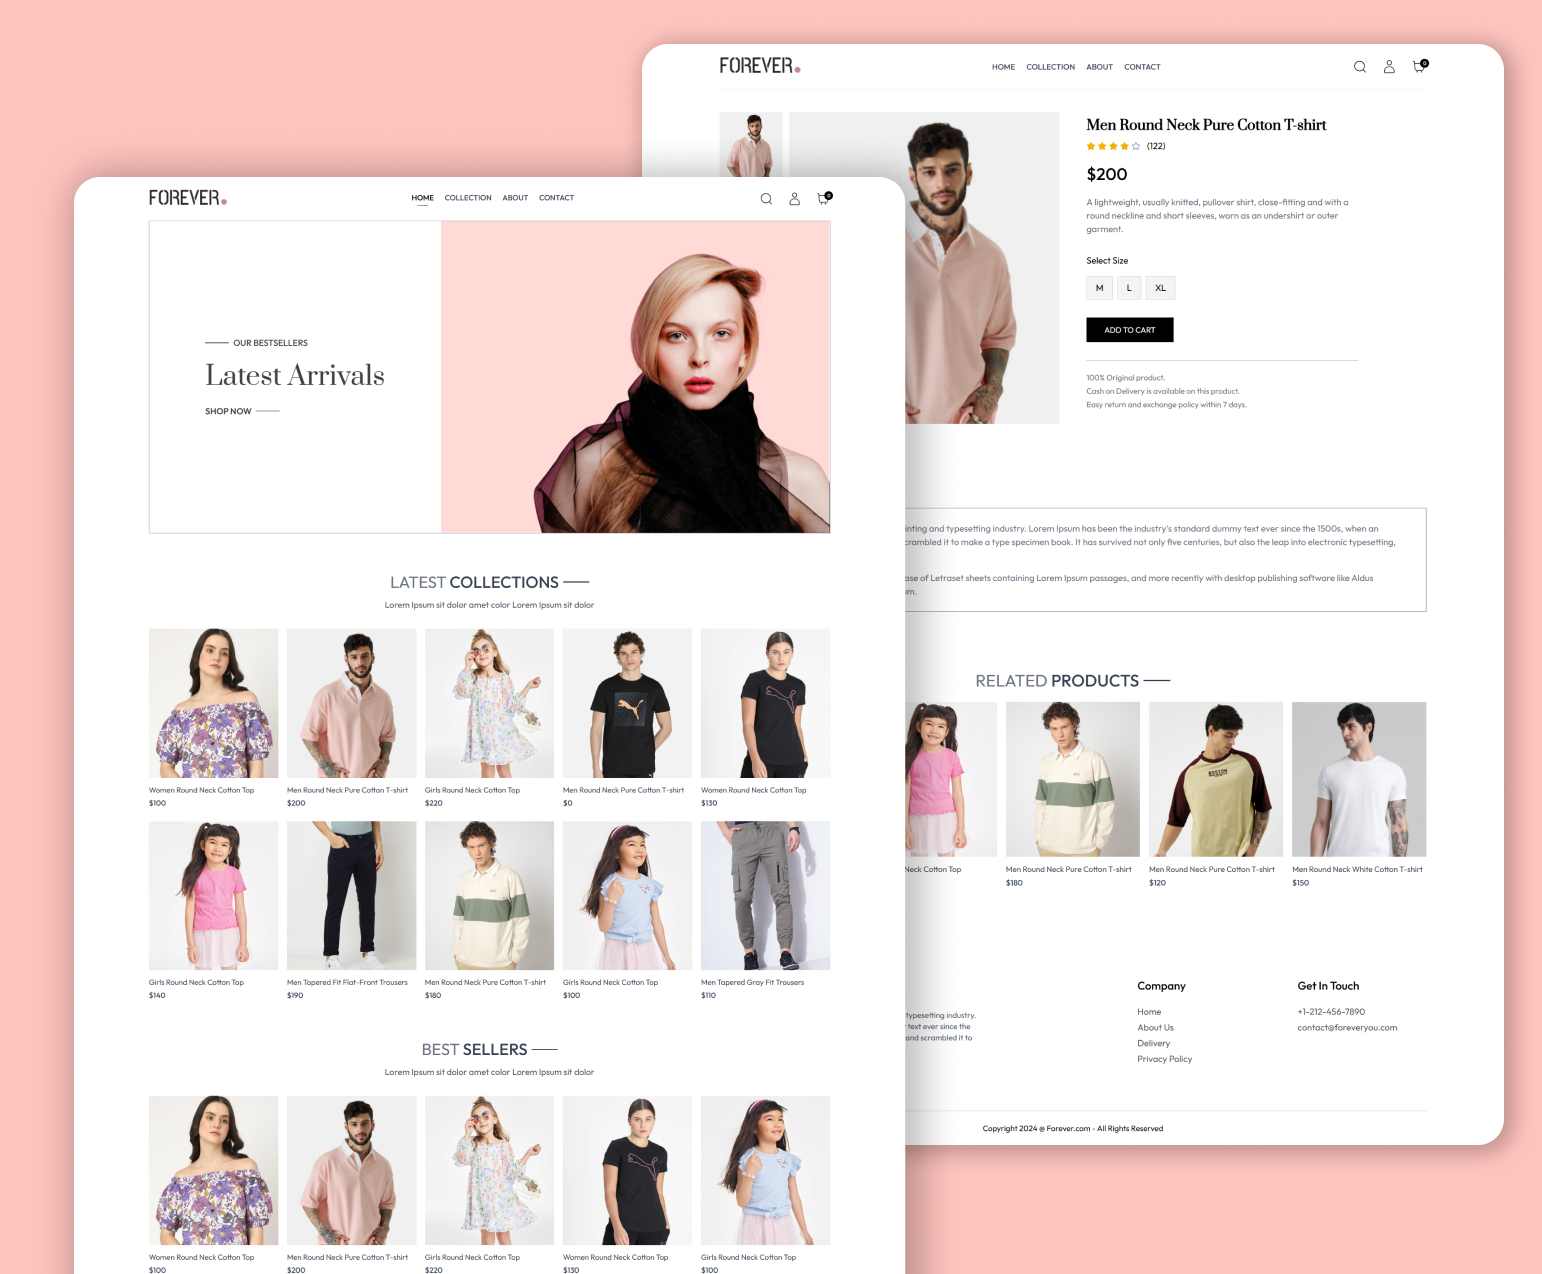 FOREVER.
HOME COLLECTION ABOUT CONTACT
0
Men Round Neck Pure Cotton T-shirt
(122)
$200
A lightweight, usually knitted, pullover shirt, close-fitting and with a
round neckline and short sleeves, worn as an undershirt or outer
garment.
Select Size
M L XL
ADD TO CART
100% Original product.
Cash on Delivery is available on this product.
Easy return and exchange policy within 7 days.
inting and typesetting industry. Lorem Ipsum has been the industry's standard dummy text ever since the 1500s, when an
crambled it to make a type specimen book. It has survived not only five centuries, but also the leap into electronic typesetting,
ase of Letraset sheets containing Lorem Ipsum passages, and more recently with desktop publishing software like Aldus
um.
RELATED PRODUCTS
BOSTON
Neck Cotton Top
Men Round Neck Pure Cotton T-shirt
$180
Men Round Neck Pure Cotton T-shirt
$120
Men Round Neck White Cotton T-shirt
$150
typesetting industry.
text ever since the
and scrambled it to
Company
Home
About Us
Delivery
Privacy Policy
Get In Touch
+1-212-456-7890
contact@foreveryou.com
Copyright 2024 @ Forever.com - All Rights Reserved
FOREVER.
HOME COLLECTION ABOUT CONTACT
0
OUR BESTSELLERS
Latest Arrivals
SHOP NOW
LATEST COLLECTIONS
Lorem Ipsum sit dolor amet color Lorem Ipsum sit dolor
Women Round Neck Cotton Top
$100
Men Round Neck Pure Cotton T-shirt
$200
Girls Round Neck Cotton Top
$220
Men Round Neck Pure Cotton T-shirt
$0
Women Round Neck Cotton Top
$130
Girls Round Neck Cotton Top
$140
Men Tapered Fit Flat-Front Trousers
$190
Men Round Neck Pure Cotton T-shirt
$180
Girls Round Neck Cotton Top
$100
Men Tapered Gray Fit Trousers
$110
BEST SELLERS
Lorem Ipsum sit dolor amet color Lorem Ipsum sit dolor
Women Round Neck Cotton Top
$100
Men Round Neck Pure Cotton T-shirt
$200
Girls Round Neck Cotton Top
$220
Women Round Neck Cotton Top
$130
Girls Round Neck Cotton Top
$100